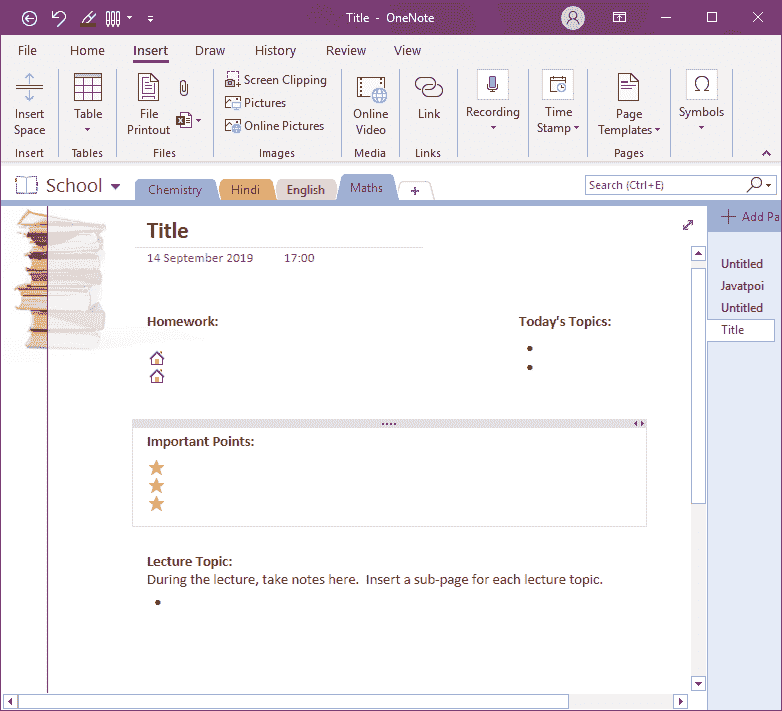 Title - OneNote
File Home Insert Draw History Review View
Insert Space
Table
File Printout
Screen Clipping
Pictures
Online Pictures
Online Video
Link
Recording
Time Stamp
Page Templates
Symbols
Insert Tables Files Images Media Links Pages
School Chemistry Hindi English Maths + Search (Ctrl+E)
Add Pa
Title
14 September 2019 17:00
Untitled
Javatpoi
Untitled
Title
Homework: Today's Topics:
Important Points:
Lecture Topic:
During the lecture, take notes here. Insert a sub-page for each lecture topic.